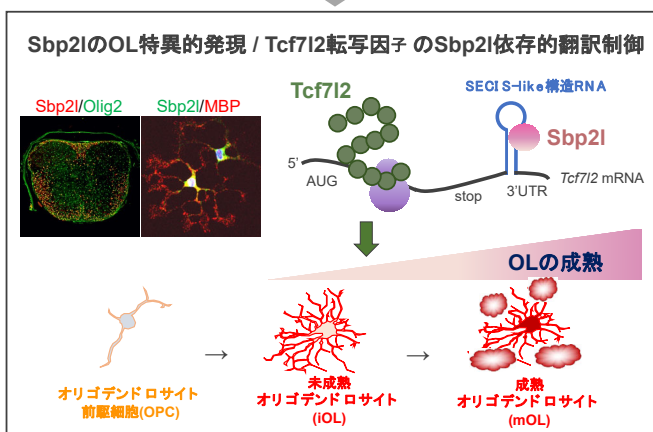 Sbp2lのOL特異的発現 / Tcf7l2転写因子 のSbp2l依存的翻訳制御
Sbp2l/Olig2
Sbp2l/MBP
Tcf7l2
SECIS-like構造RNA
Sbp2l
5’
AUG
stop
3’UTR
Tcf7l2 mRNA
OLの成熟
→
→
オリゴデンドロサイト
前駆細胞(OPC)
未成熟
オリゴデンドロサイト
(iOL)
成熟
オリゴデンドロサイト
(mOL)